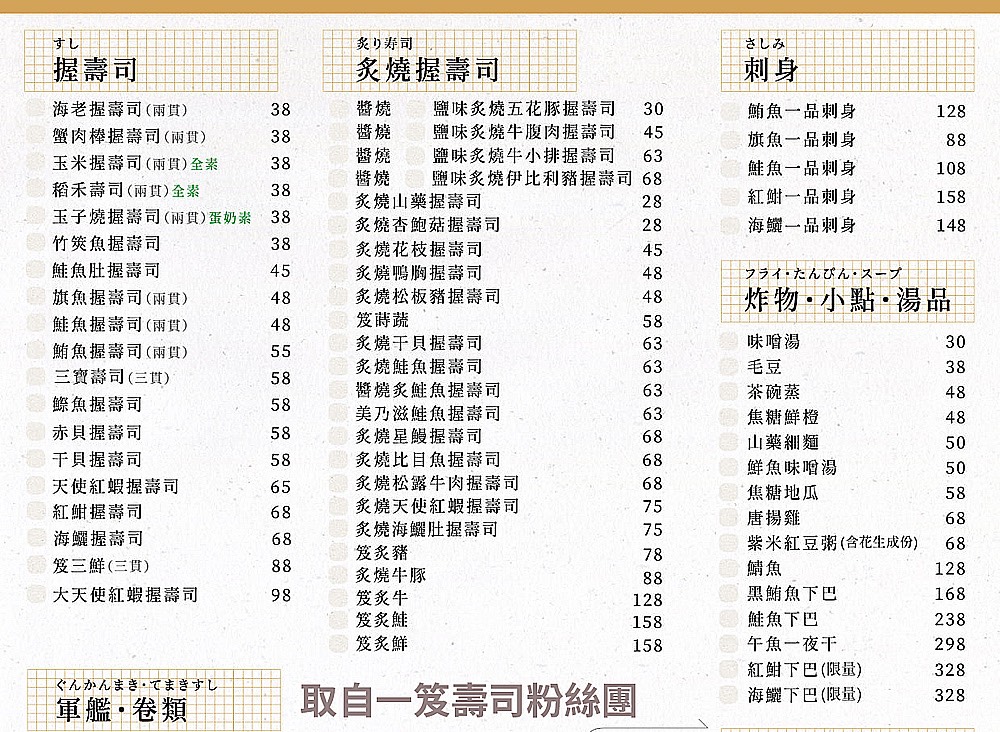 すし
握壽司
海老握壽司(兩貫) 38
蟹肉棒握壽司(兩貫) 38
玉米握壽司(兩貫)全素 38
稻禾壽司(兩貫)全素 38
玉子燒握壽司(兩貫)蛋奶素 38
竹筴魚握壽司 38
鮭魚肚握壽司 45
旗魚握壽司(兩貫) 48
鮭魚握壽司(兩貫) 48
鮪魚握壽司(兩貫) 55
三寶壽司(三貫) 58
鰶魚握壽司 58
赤貝握壽司 58
干貝握壽司 58
天使紅蝦握壽司 65
紅魽握壽司 68
海鱺握壽司 68
笈三鮮(三貫) 88
大天使紅蝦握壽司 98
ぐんかんまき・てまきすし
軍艦・卷類
炙り寿司
炙燒握壽司
醬燒 鹽味炙燒五花豚握壽司 30
醬燒 鹽味炙燒牛腹肉握壽司 45
醬燒 鹽味炙燒牛小排握壽司 63
醬燒 鹽味炙燒伊比利豬握壽司 68
炙燒山藥握壽司 28
炙燒杏鮑菇握壽司 28
炙燒花枝握壽司 45
炙燒鴨胸握壽司 48
炙燒松板豬握壽司 48
笈蒔蔬 58
炙燒干貝握壽司 63
炙燒鮭魚握壽司 63
醬燒炙鮭魚握壽司 63
美乃滋鮭魚握壽司 63
炙燒星鰻握壽司 68
炙燒比目魚握壽司 68
炙燒松露牛肉握壽司 68
炙燒天使紅蝦握壽司 75
炙燒海鱺肚握壽司 75
笈炙豬 78
炙燒牛豚 88
笈炙牛 128
笈炙鮭 158
笈炙鮮 158
取自一笈壽司粉絲團
さしみ
刺身
鮪魚一品刺身 128
旗魚一品刺身 88
鮭魚一品刺身 108
紅魽一品刺身 158
海鱺一品刺身 148
フライ・たんぴん・スープ
炸物・小點・湯品
味噌湯 30
毛豆 38
茶碗蒸 48
焦糖鮮橙 48
山藥細麵 50
鮮魚味噌湯 50
焦糖地瓜 58
唐揚雞 68
紫米紅豆粥(含花生成份) 68
鯖魚 128
黑鮪魚下巴 168
鮭魚下巴 238
午魚一夜干 298
紅魽下巴(限量) 328
海鱺下巴(限量) 328